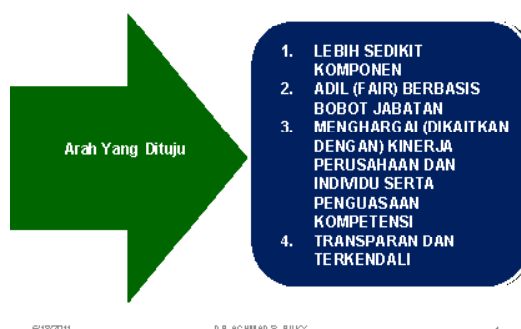 Arah Yang Dituju
1. LEBIH SEDIKIT
KOMPONEN
2. ADIL (FAIR) BERBASIS
BOBOT JABATAN
3. MENGHARGAI (DIKAITKAN
DENGAN) KINERJA
PERUSAHAAN DAN
INDIVIDU SERTA
PENGUASAAN
KOMPETENSI
4. TRANSPARAN DAN
TERKENDALI